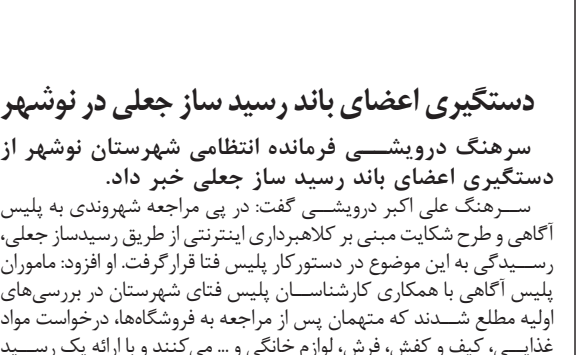 دستگیری اعضای باند رسید ساز جعلی در نوشهر
سرهنگ درویشی فرمانده انتظامی شهرستان نوشهر از
دستگیری اعضای باند رسید ساز جعلی خبر داد.
سرهنگ علی اکبر درویشی گفت: در پی مراجعه شهروندی به پلیس
آگاهی و طرح شکایت مبنی بر کلاهبرداری اینترنتی از طریق رسیدساز جعلی،
رسیدگی به این موضوع در دستورکار پلیس فتا قرارگرفت. او افزود: ماموران
پلیس آگاهی با همکاری کارشناسان پلیس فتای شهرستان در بررسی‌های
اولیه مطلع شدند که متهمان پس از مراجعه به فروشگاه‌ها، درخواست مواد
غذایی، کیف و کفش، فرش، لوازم خانگی و ... می‌کنند و با ارائه یک رسید